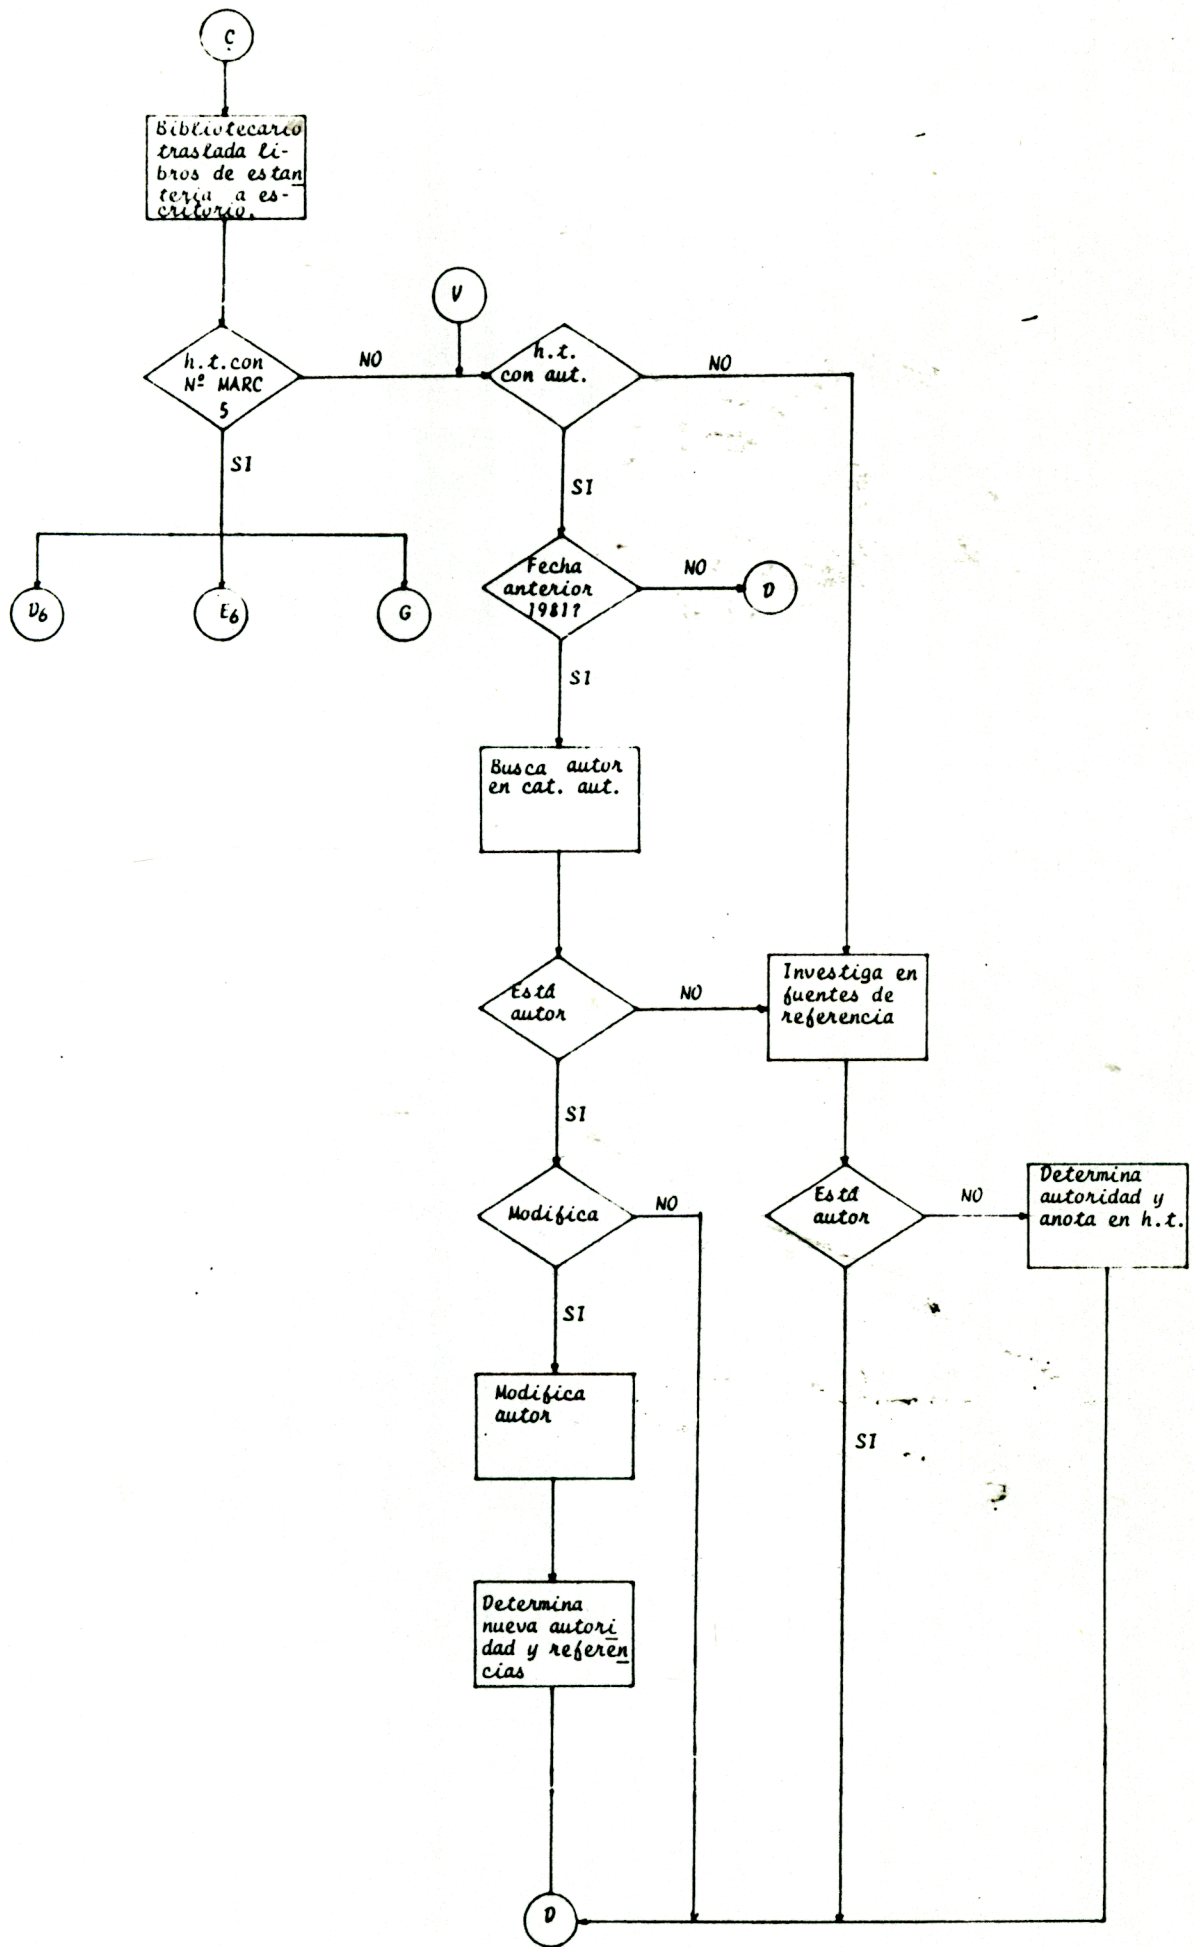 C
Bibliotecario
traslada li-
bros de estan
tería a es-
critorio.
V
h.t.con
Nº MARC
5
NO
h.t.
con aut.
NO
SI
SI
Fecha
anterior
1981?
NO
D
E6
G
SI
Busca autor
en cat. aut.
Está
autor
NO
Investiga en
fuentes de
referencia
SI
Modifica
NO
Está
autor
NO
Determina
autoridad y
anota en h.t.
SI
Modifica
autor
SI
Determina
nueva autori
dad y referen
cias
D